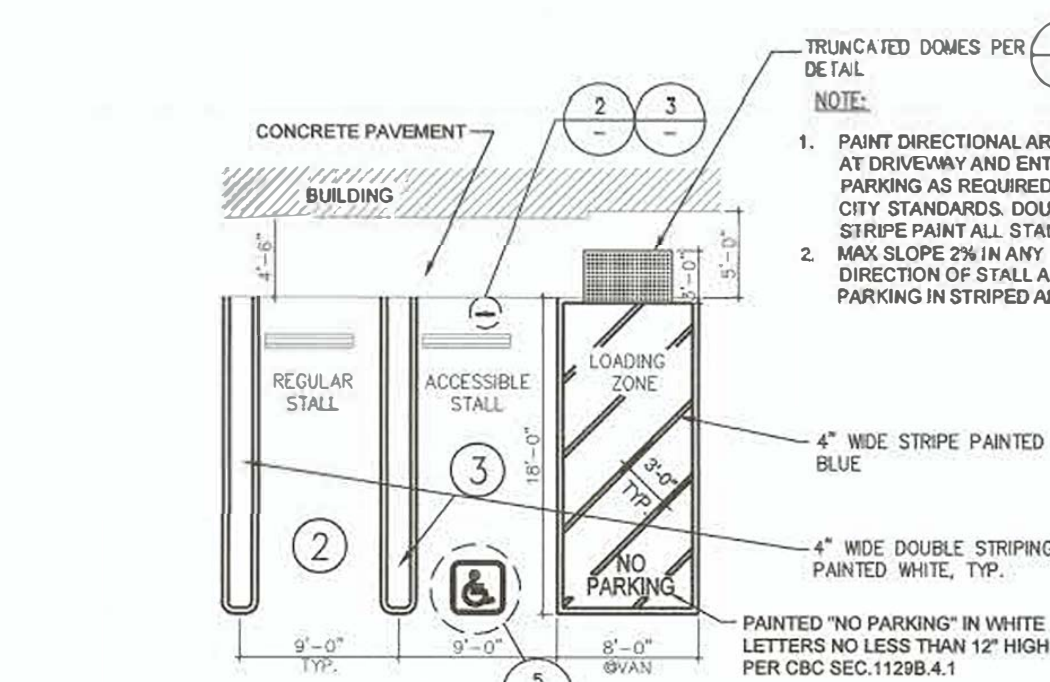 TRUNCATED DOMES PER
DETAIL
NOTE:
1. PAINT DIRECTIONAL AR
AT DRIVEWAY AND ENT
PARKING AS REQUIRED
CITY STANDARDS. DOU
STRIPE PAINT ALL STAL
2. MAX SLOPE 2% IN ANY
DIRECTION OF STALL A
PARKING IN STRIPED A
2
-
3
-
CONCRETE PAVEMENT
BUILDING
4'-6"
3'-0"
5'-0"
REGULAR
STALL
ACCESSIBLE
STALL
LOADING
ZONE
18'-0"
3'-0"
TYP.
4" WIDE STRIPE PAINTED
BLUE
3
2
4" WIDE DOUBLE STRIPING
PAINTED WHITE, TYP.
NO
PARKING
PAINTED "NO PARKING" IN WHITE
LETTERS NO LESS THAN 12" HIGH
PER CBC SEC.1129B.4.1
9'-0"
TYP.
9'-0"
8'-0"
@VAN
5